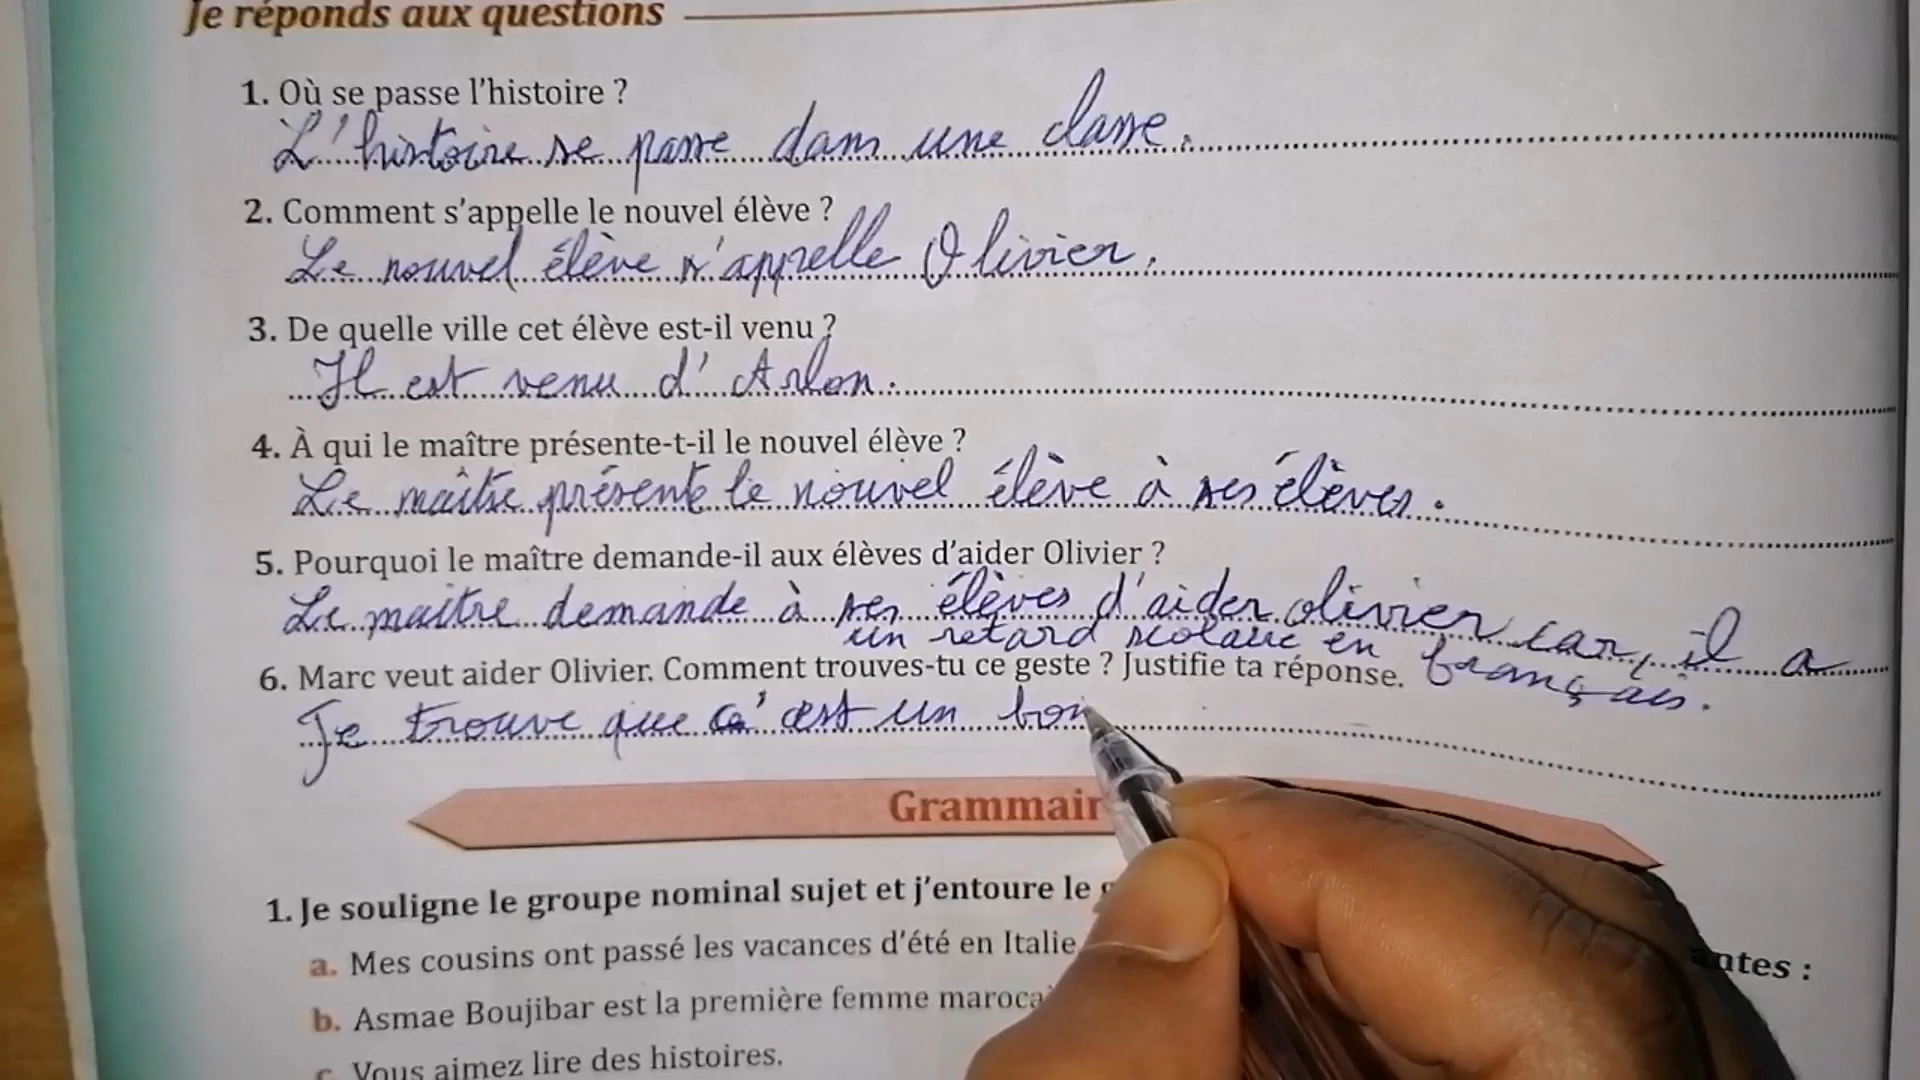 Je réponds aux questions
1. Où se passe l'histoire ?
L'histoire se passe dans une classe.
2. Comment s'appelle le nouvel élève ?
Le nouvel élève s'appelle Olivier.
3. De quelle ville cet élève est-il venu ?
Il est venu d'Arlon.
4. À qui le maître présente-t-il le nouvel élève ?
Le maître présente le nouvel élève à ses élèves.
5. Pourquoi le maître demande-il aux élèves d'aider Olivier ?
Le maitre demande à ses élèves d'aider olivier car, il a
un retard scolaire en français.
6. Marc veut aider Olivier. Comment trouves-tu ce geste ? Justifie ta réponse.
Je trouve que c'est un bon
Grammair
1. Je souligne le groupe nominal sujet et j'entoure le
a. Mes cousins ont passé les vacances d'été en Italie
b. Asmae Boujibar est la première femme maroca
c. Vous aimez lire des histoires.